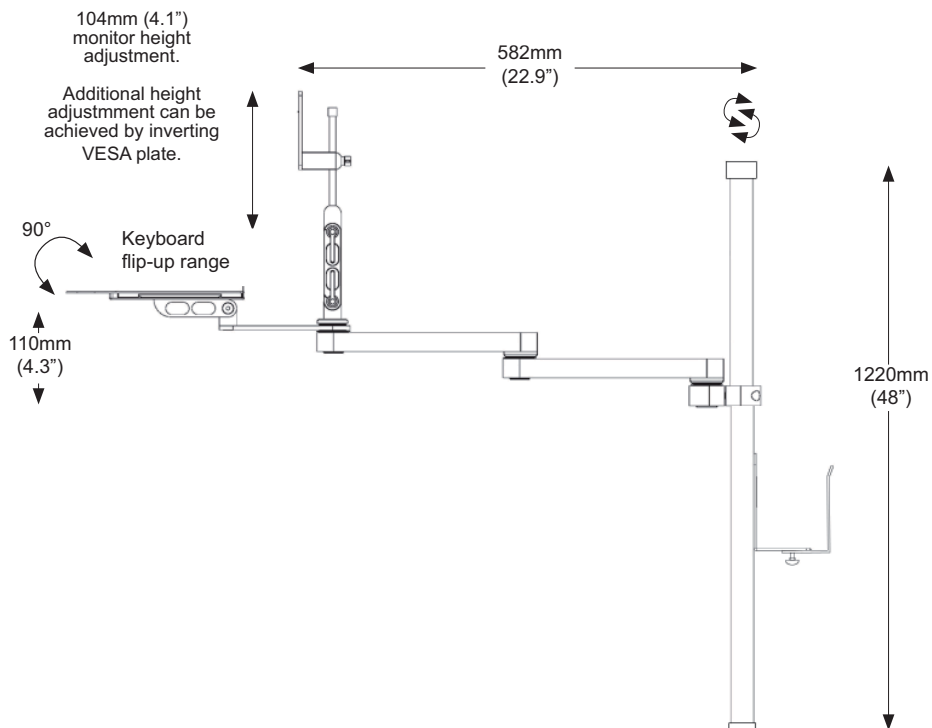 104mm (4.1”)
monitor height
adjustment.
Additional height
adjustmment can be
achieved by inverting
VESA plate.
582mm
(22.9”)
90°
Keyboard
flip-up range
110mm
(4.3”)
1220mm
(48”)